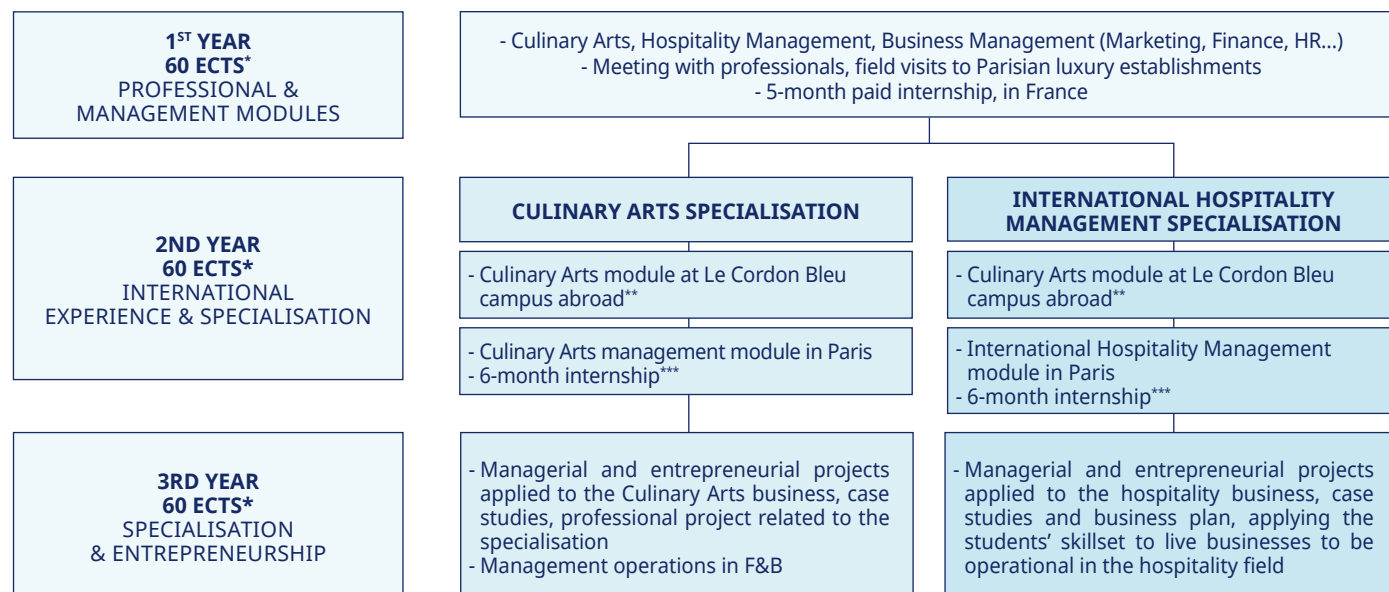 1ST YEAR
60 ECTS*
PROFESSIONAL &
MANAGEMENT MODULES
- Culinary Arts, Hospitality Management, Business Management (Marketing, Finance, HR...)
- Meeting with professionals, field visits to Parisian luxury establishments
- 5-month paid internship, in France
2ND YEAR
60 ECTS*
INTERNATIONAL
EXPERIENCE & SPECIALISATION
CULINARY ARTS SPECIALISATION
- Culinary Arts module at Le Cordon Bleu
campus abroad**
- Culinary Arts management module in Paris
- 6-month internship***
INTERNATIONAL HOSPITALITY
MANAGEMENT SPECIALISATION
- Culinary Arts module at Le Cordon Bleu
campus abroad**
- International Hospitality Management
module in Paris
- 6-month internship***
3RD YEAR
60 ECTS*
SPECIALISATION
& ENTREPRENEURSHIP
- Managerial and entrepreneurial projects
applied to the Culinary Arts business, case
studies, professional project related to the
specialisation
- Management operations in F&B
- Managerial and entrepreneurial projects
applied to the hospitality business, case
studies and business plan, applying the
students' skillset to live businesses to be
operational in the hospitality field